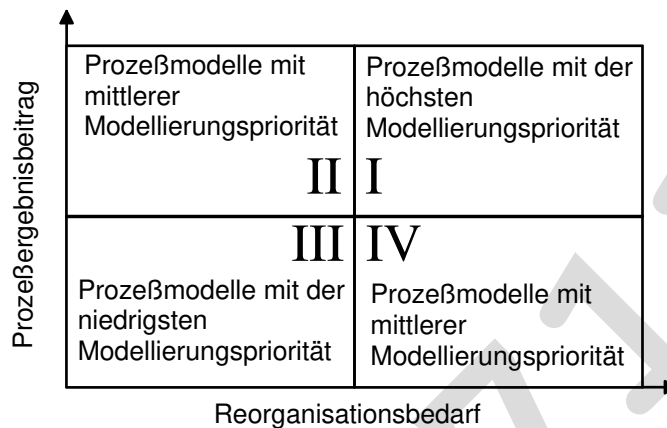 Prozeßergebnisbeitrag
Prozeßmodelle mit
mittlerer
Modellierungspriorität
II
Prozeßmodelle mit der
höchsten
Modellierungspriorität
I
III
Prozeßmodelle mit der
niedrigsten
Modellierungspriorität
IV
Prozeßmodelle mit
mittlerer
Modellierungspriorität
Reorganisationsbedarf